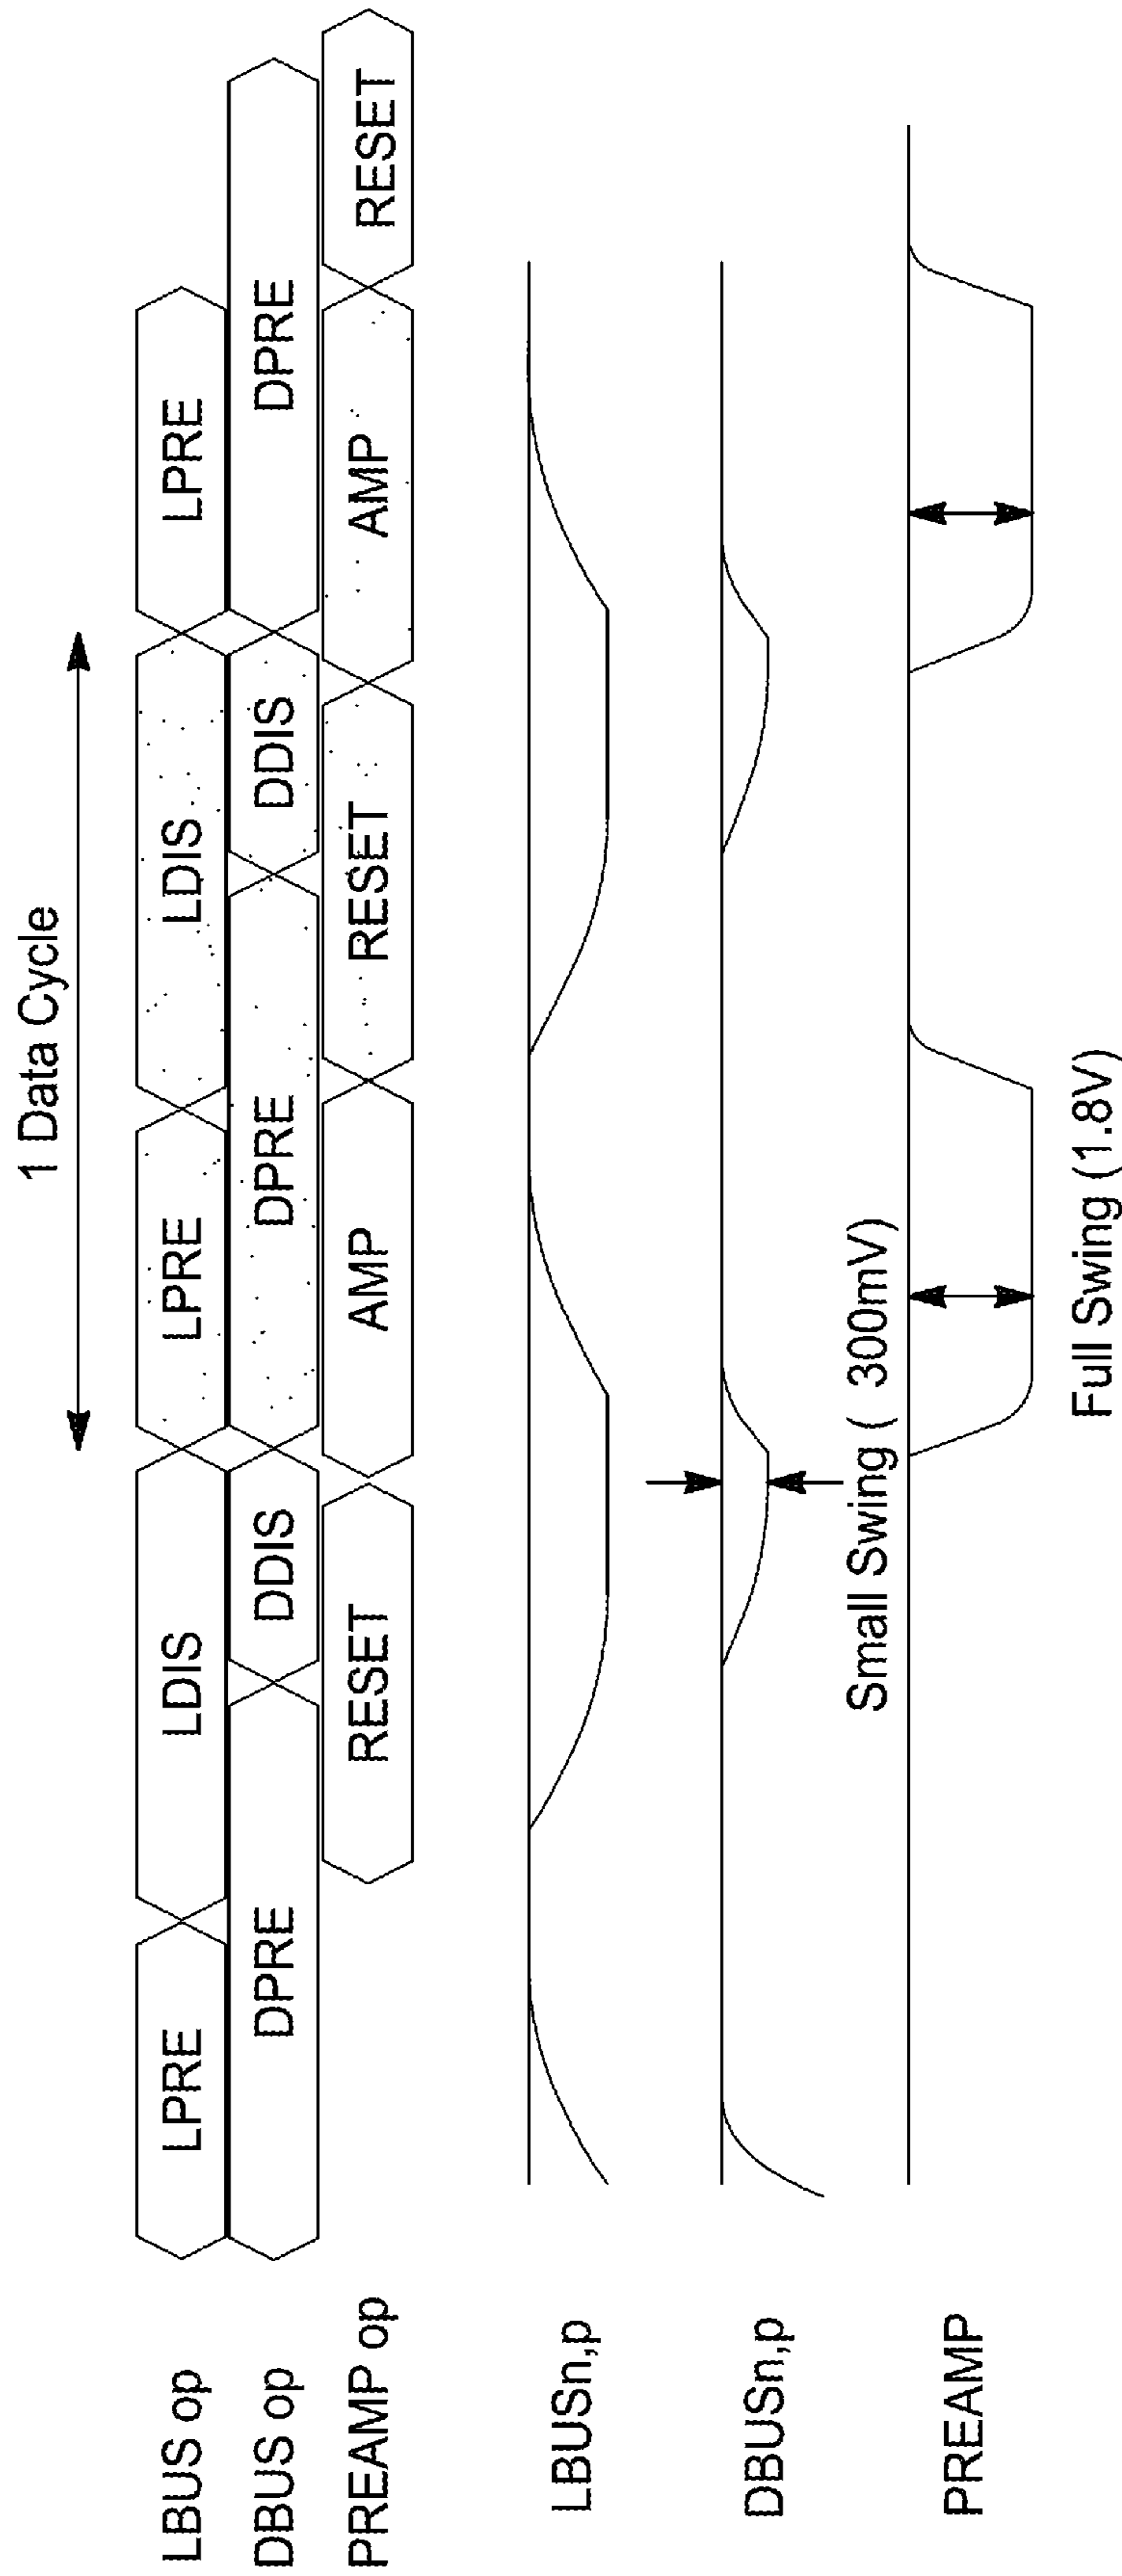 1 Data Cycle
LBUS op LPRE LDIS LPRE LDIS LPRE
DBUS op DPRE DDIS DPRE DDIS DPRE
PREAMP op RESET AMP RESET AMP RESET
LBUSn,p
DBUSn,p
Small Swing ( 300mV)
PREAMP
Full Swing (1.8V)